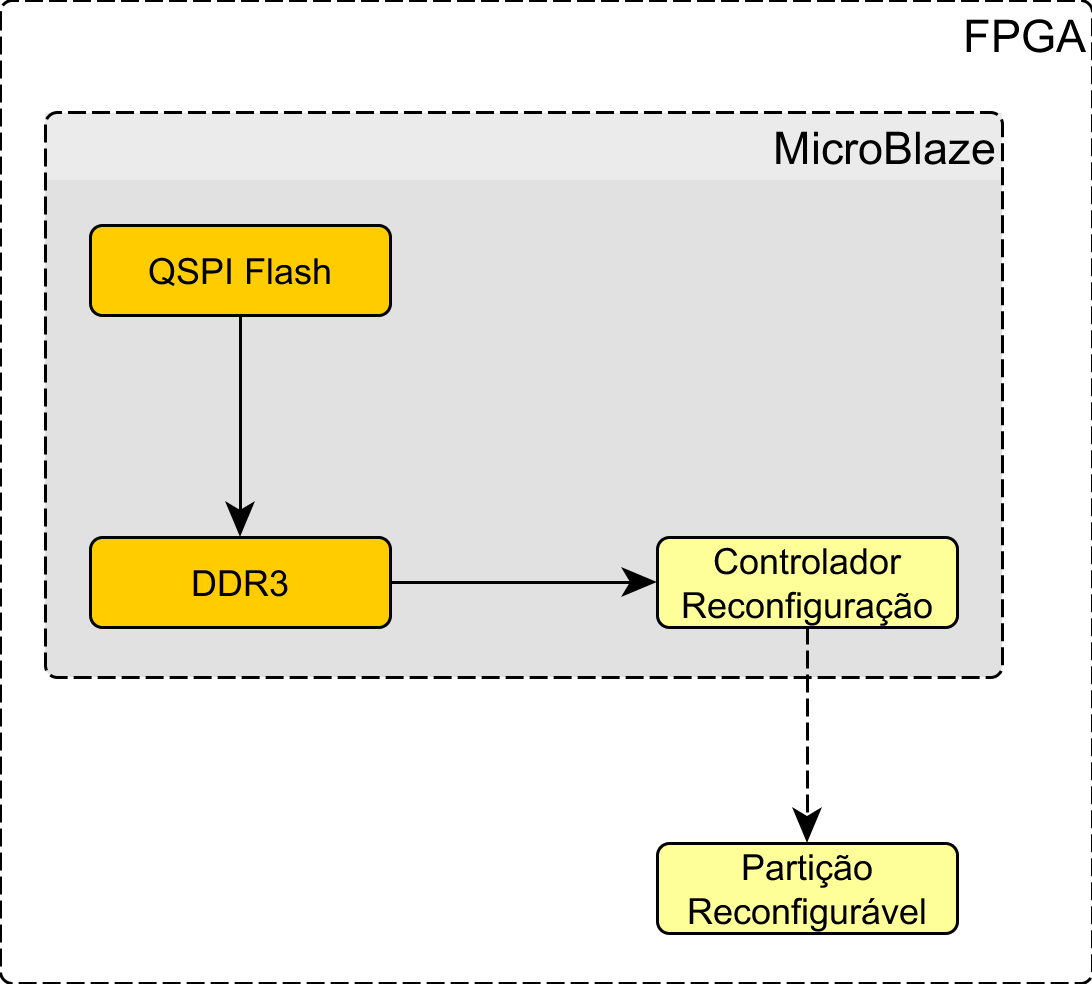 FPGA
MicroBlaze
QSPI Flash
DDR3
Controlador
Reconfiguração
Partição
Reconfigurável